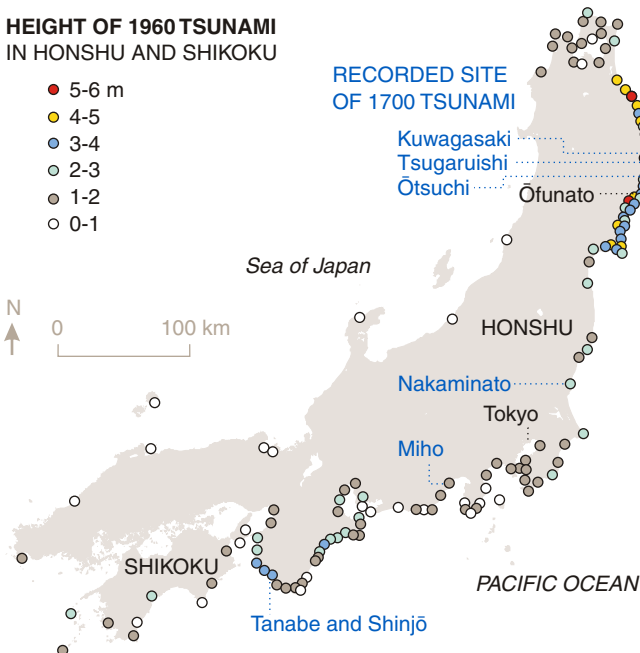 HEIGHT OF 1960 TSUNAMI
IN HONSHU AND SHIKOKU
5-6 m
4-5
3-4
2-3
1-2
0-1
RECORDED SITE
OF 1700 TSUNAMI
Kuwagasaki
Tsugaruishi
Ōtsuchi
Ōfunato
Sea of Japan
N
0 100 km
HONSHU
Nakaminato
Tokyo
Miho
SHIKOKU
PACIFIC OCEAN
Tanabe and Shinjō